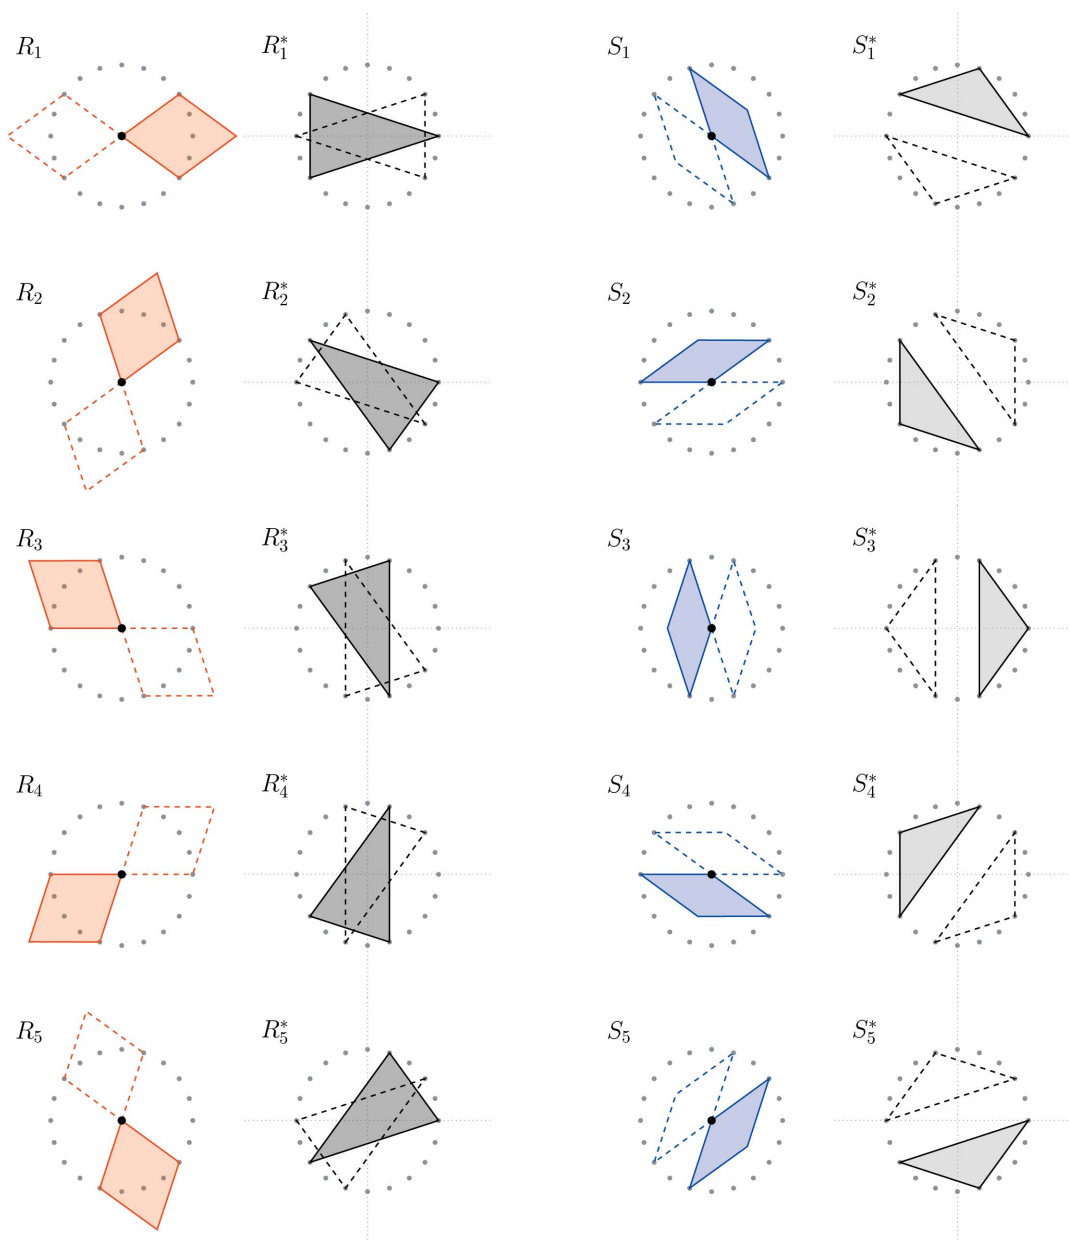 R₁ R₁* S₁ S₁*
R₂ R₂* S₂ S₂*
R₃ R₃* S₃ S₃*
R₄ R₄* S₄ S₄*
R₅ R₅* S₅ S₅*